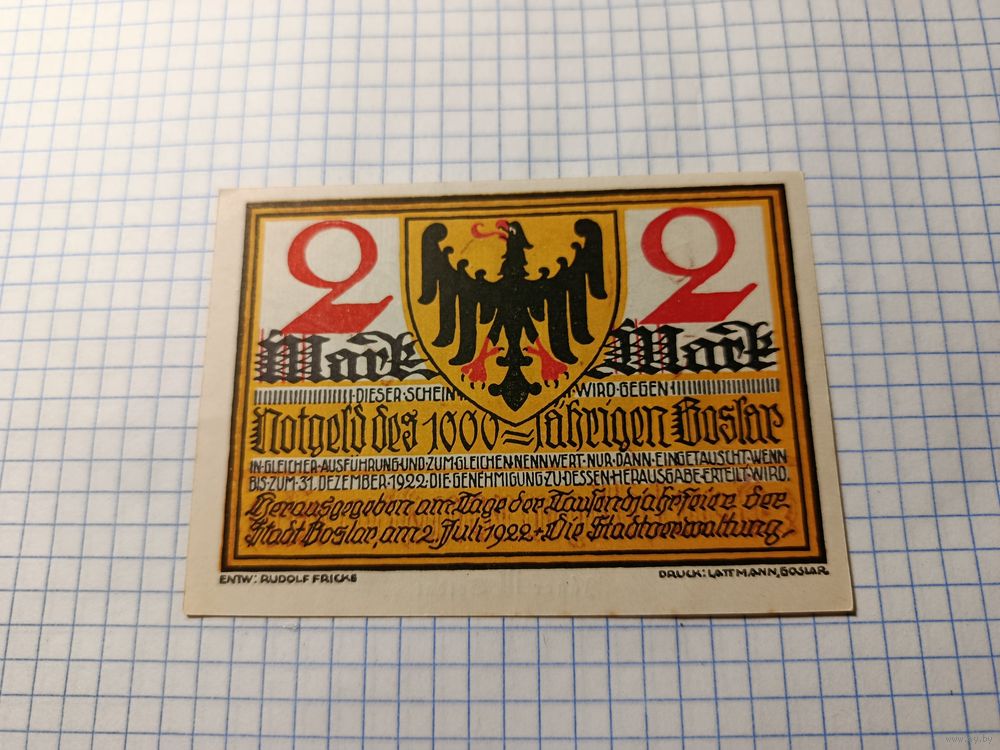 2 2
Mark Mark
DIESER·SCHEIN WIRD·GEGEN
Notgeld des 1000=jährigen Goslar
IN·GLEICHER·AUSFÜHRUNG·UND·ZUM·GLEICHEN·NENNWERT·NUR·DANN·EINGETAUSCHT·WENN
BIS·ZUM·31.DEZEMBER·1922·DIE·GENEHMIGUNG·ZU·DESSEN·HERAUSGABE·ERTEILT·WIRD.
Herausgegeben am Tage der Tausendjahrfeier der
Stadt Goslar, am 2. Juli 1922 + Die Stadtverwaltung
ENTW: RUDOLF FRICKE DRUCK: LATTMANN, GOSLAR.